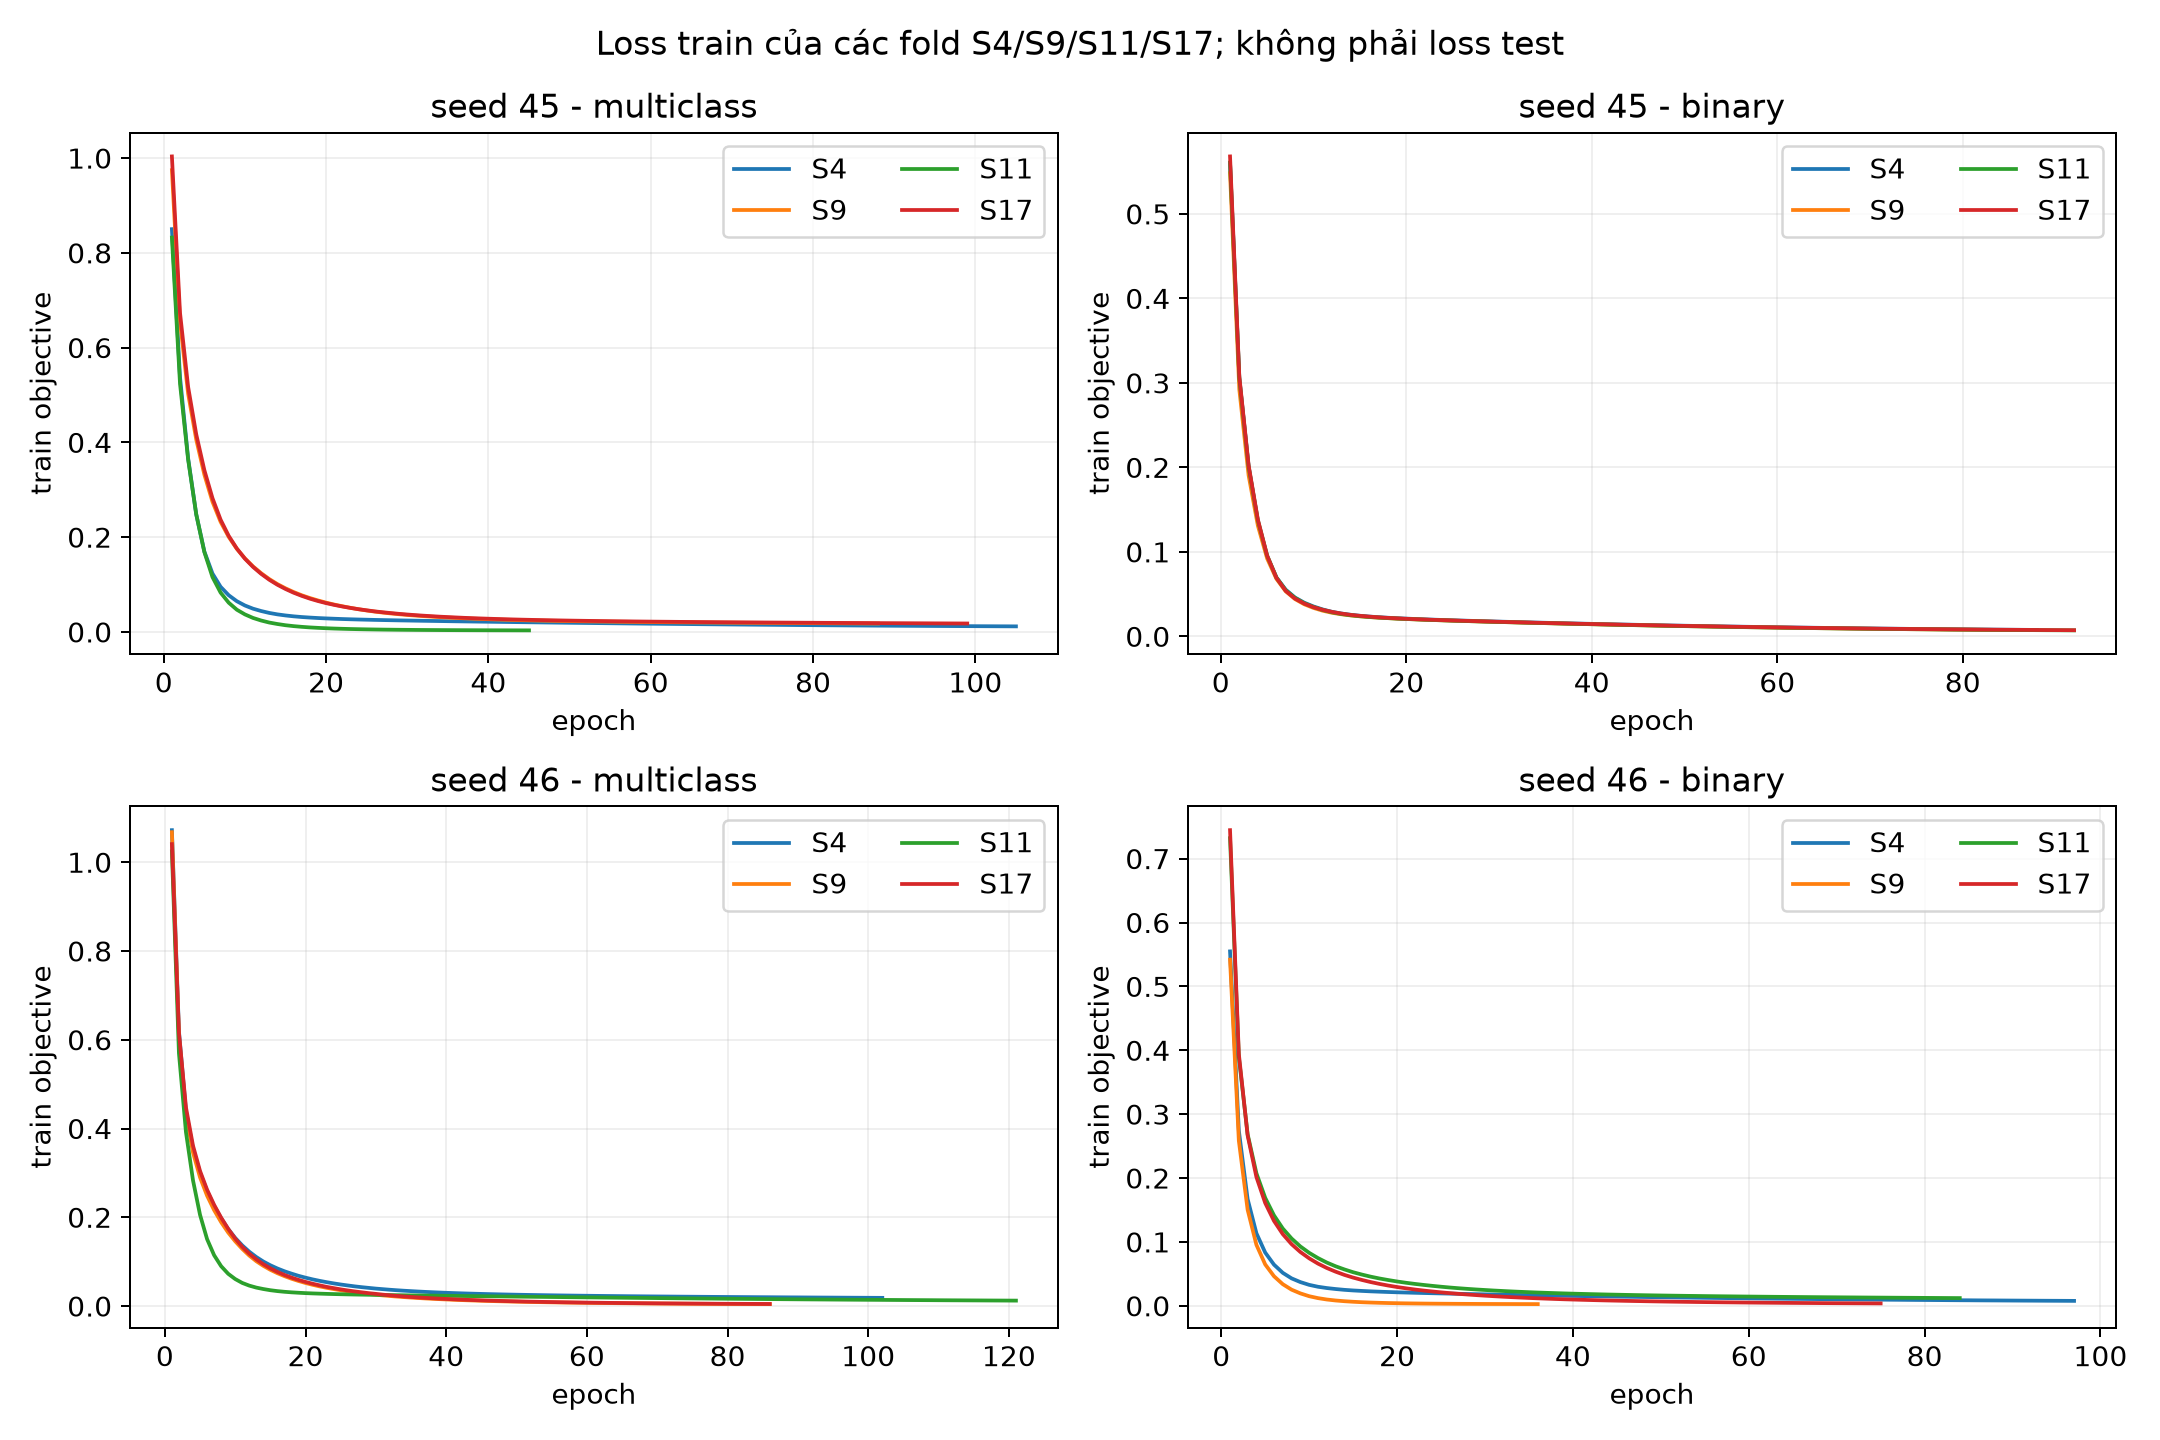 Loss train của các fold S4/S9/S11/S17; không phải loss test
seed 45 - multiclass
train objective
1.0
0.8
0.6
0.4
0.2
0.0
S4 S11
S9 S17
0 20 40 60 80 100
epoch
seed 45 - binary
train objective
0.5
0.4
0.3
0.2
0.1
0.0
S4 S11
S9 S17
0 20 40 60 80
epoch
seed 46 - multiclass
train objective
1.0
0.8
0.6
0.4
0.2
0.0
S4 S11
S9 S17
0 20 40 60 80 100 120
epoch
seed 46 - binary
train objective
0.7
0.6
0.5
0.4
0.3
0.2
0.1
0.0
S4 S11
S9 S17
0 20 40 60 80 100
epoch